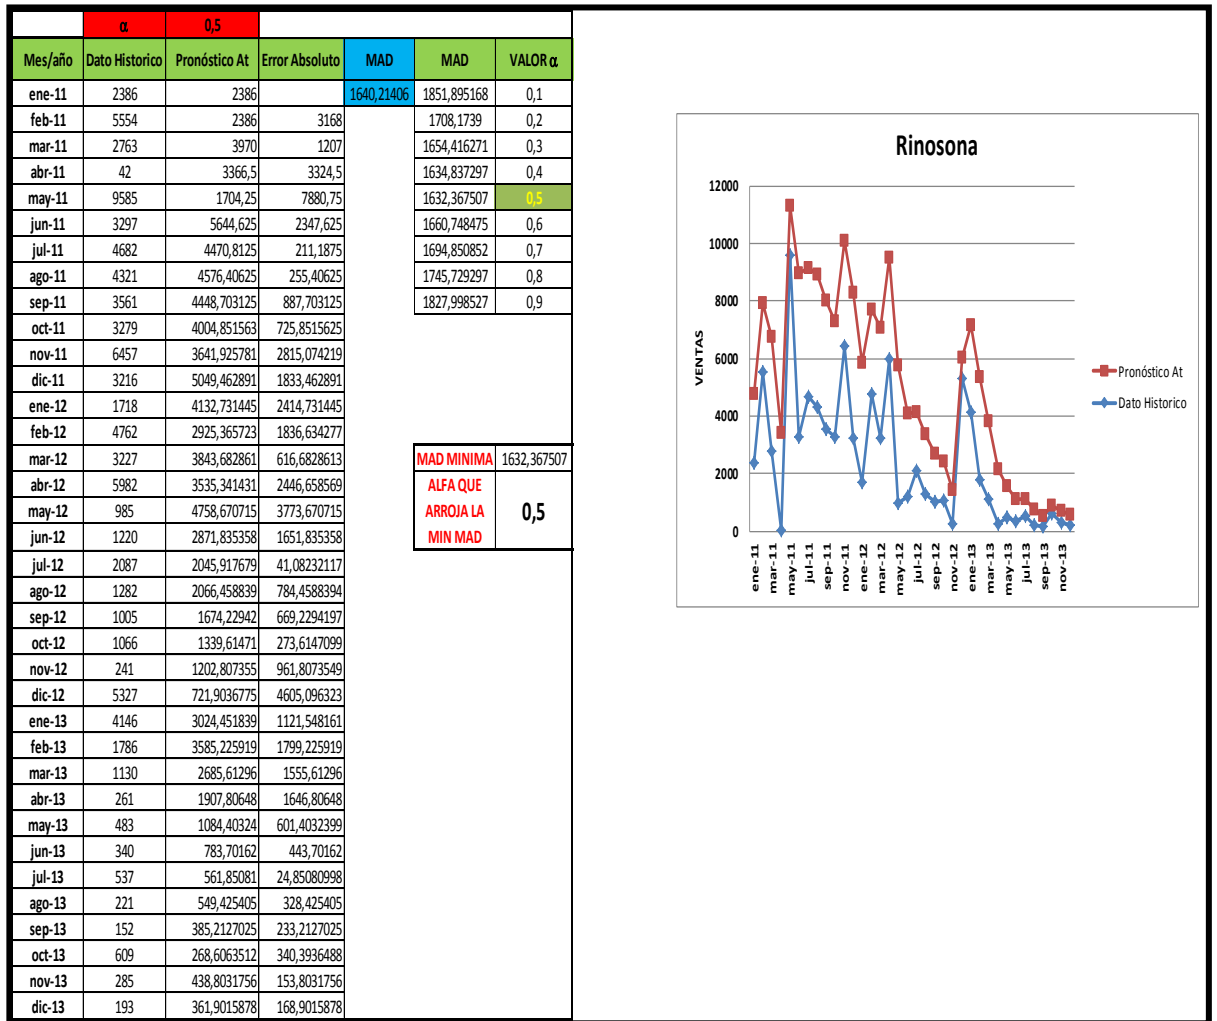 α 0,5
Mes/año Dato Historico Pronóstico At Error Absoluto MAD MAD VALOR α
ene-11 2386 2386 1640,21406 1851,895168 0,1
feb-11 5554 2386 3168 1708,1739 0,2
mar-11 2763 3970 1207 1654,416271 0,3
abr-11 42 3366,5 3324,5 1634,837297 0,4
may-11 9585 1704,25 7880,75 1632,367507 0,5
jun-11 3297 5644,625 2347,625 1660,748475 0,6
jul-11 4682 4470,8125 211,1875 1694,850852 0,7
ago-11 4321 4576,40625 255,40625 1745,729297 0,8
sep-11 3561 4448,703125 887,703125 1827,998527 0,9
oct-11 3279 4004,851563 725,8515625
nov-11 6457 3641,925781 2815,074219
dic-11 3216 5049,462891 1833,462891
ene-12 1718 4132,731445 2414,731445
feb-12 4762 2925,365723 1836,634277
mar-12 3227 3843,682861 616,6828613 MAD MINIMA 1632,367507
abr-12 5982 3535,341431 2446,658569 ALFA QUE
may-12 985 4758,670715 3773,670715 ARROJA LA 0,5
jun-12 1220 2871,835358 1651,835358 MIN MAD
jul-12 2087 2045,917679 41,08232117
ago-12 1282 2066,458839 784,4588394
sep-12 1005 1674,22942 669,2294197
oct-12 1066 1339,61471 273,6147099
nov-12 241 1202,807355 961,8073549
dic-12 5327 721,9036775 4605,096323
ene-13 4146 3024,451839 1121,548161
feb-13 1786 3585,225919 1799,225919
mar-13 1130 2685,61296 1555,61296
abr-13 261 1907,80648 1646,80648
may-13 483 1084,40324 601,4032399
jun-13 340 783,70162 443,70162
jul-13 537 561,85081 24,85080998
ago-13 221 549,425405 328,425405
sep-13 152 385,2127025 233,2127025
oct-13 609 268,6063512 340,3936488
nov-13 285 438,8031756 153,8031756
dic-13 193 361,9015878 168,9015878
Rinosona
VENTAS
12000
10000
8000
6000
4000
2000
0
ene-11 mar-11 may-11 jul-11 sep-11 nov-11 ene-12 mar-12 may-12 jul-12 sep-12 nov-12 ene-13 mar-13 may-13 jul-13 sep-13 nov-13
Pronóstico At
Dato Historico